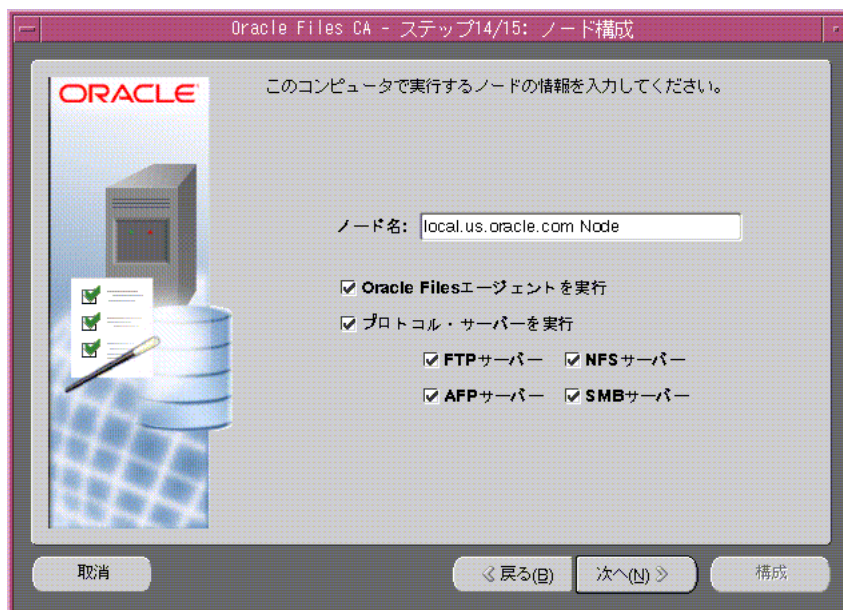 Oracle Files CA - ステップ14/15: ノード構成
ORACLE
このコンピュータで実行するノードの情報を入力してください。
ノード名: local.us.oracle.com Node
Oracle Filesエージェントを実行
プロトコル・サーバーを実行
FTPサーバー NFSサーバー
AFPサーバー SMBサーバー
取消 戻る(B) 次へ(N) 構成